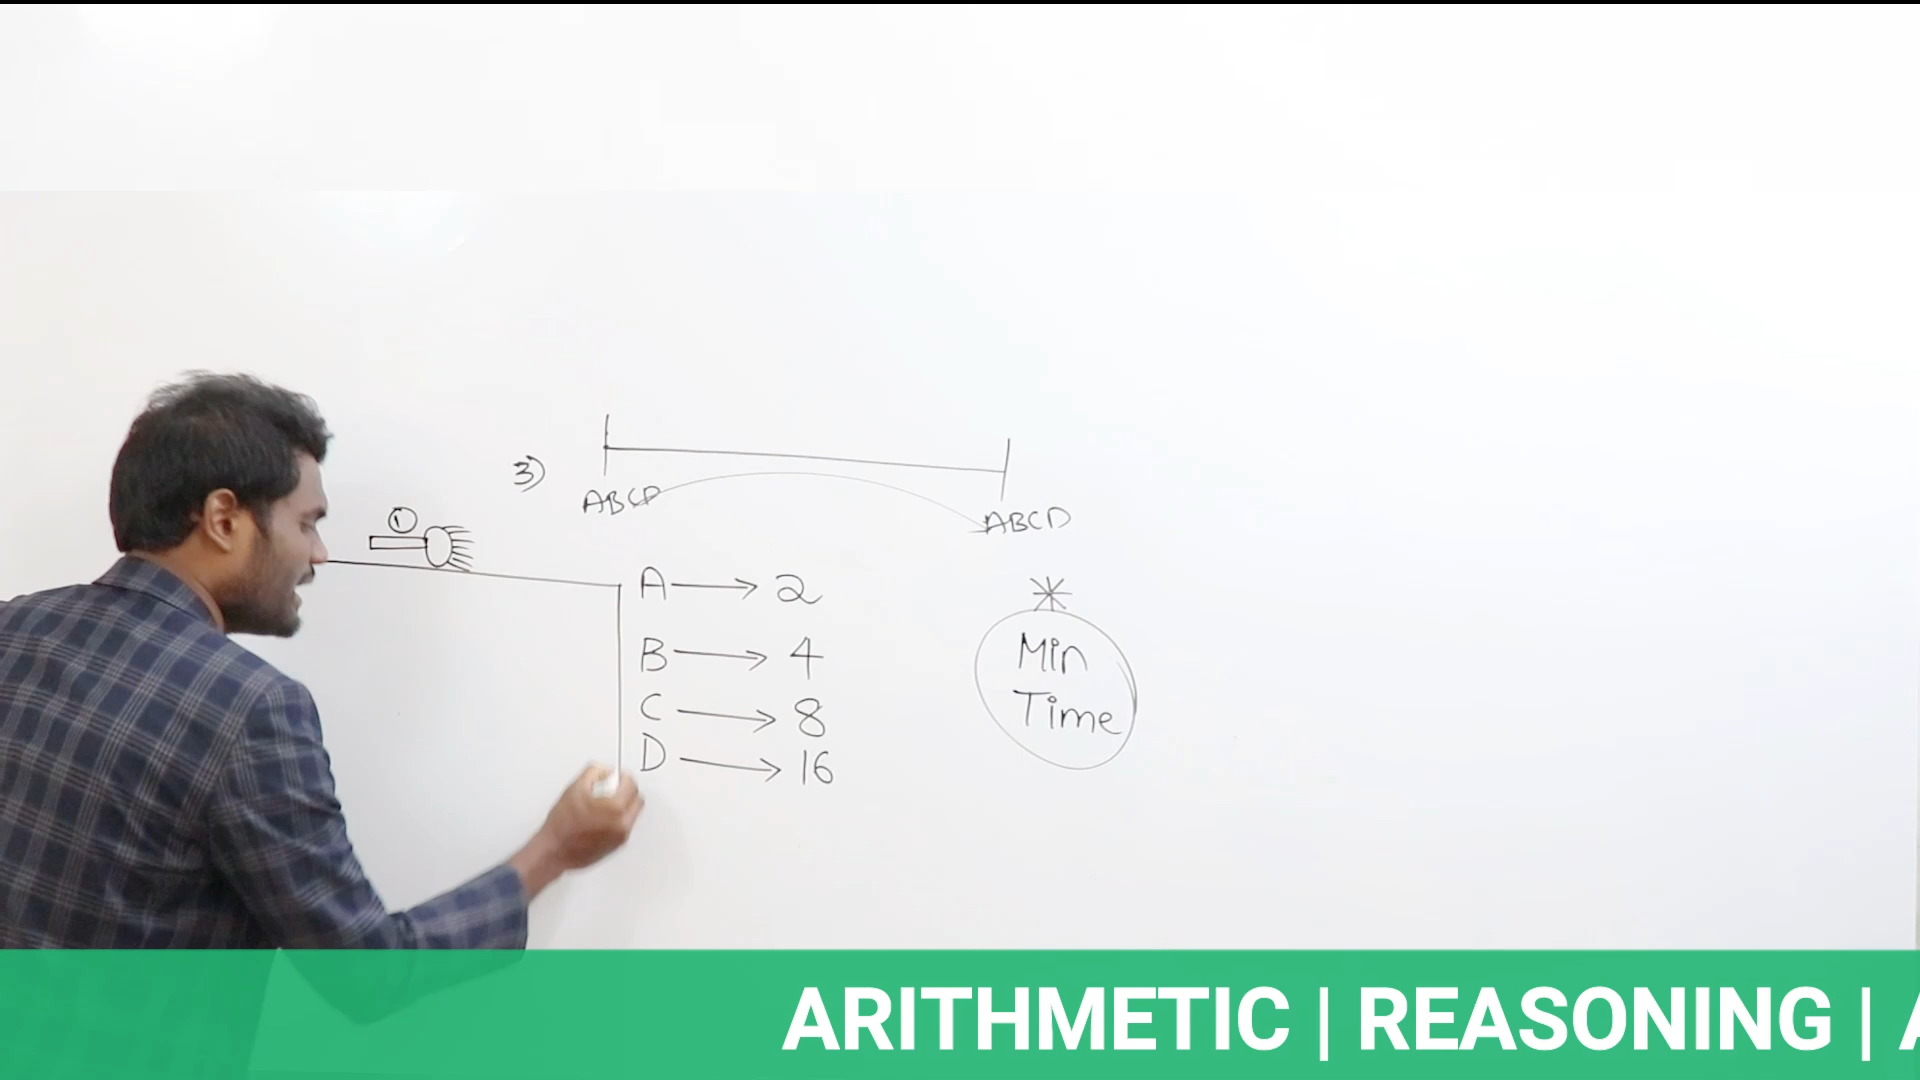 3)
ABCD
ABCD
1
A → 2
B → 4
C → 8
D → 16
Min
Time
ARITHMETIC | REASONING |